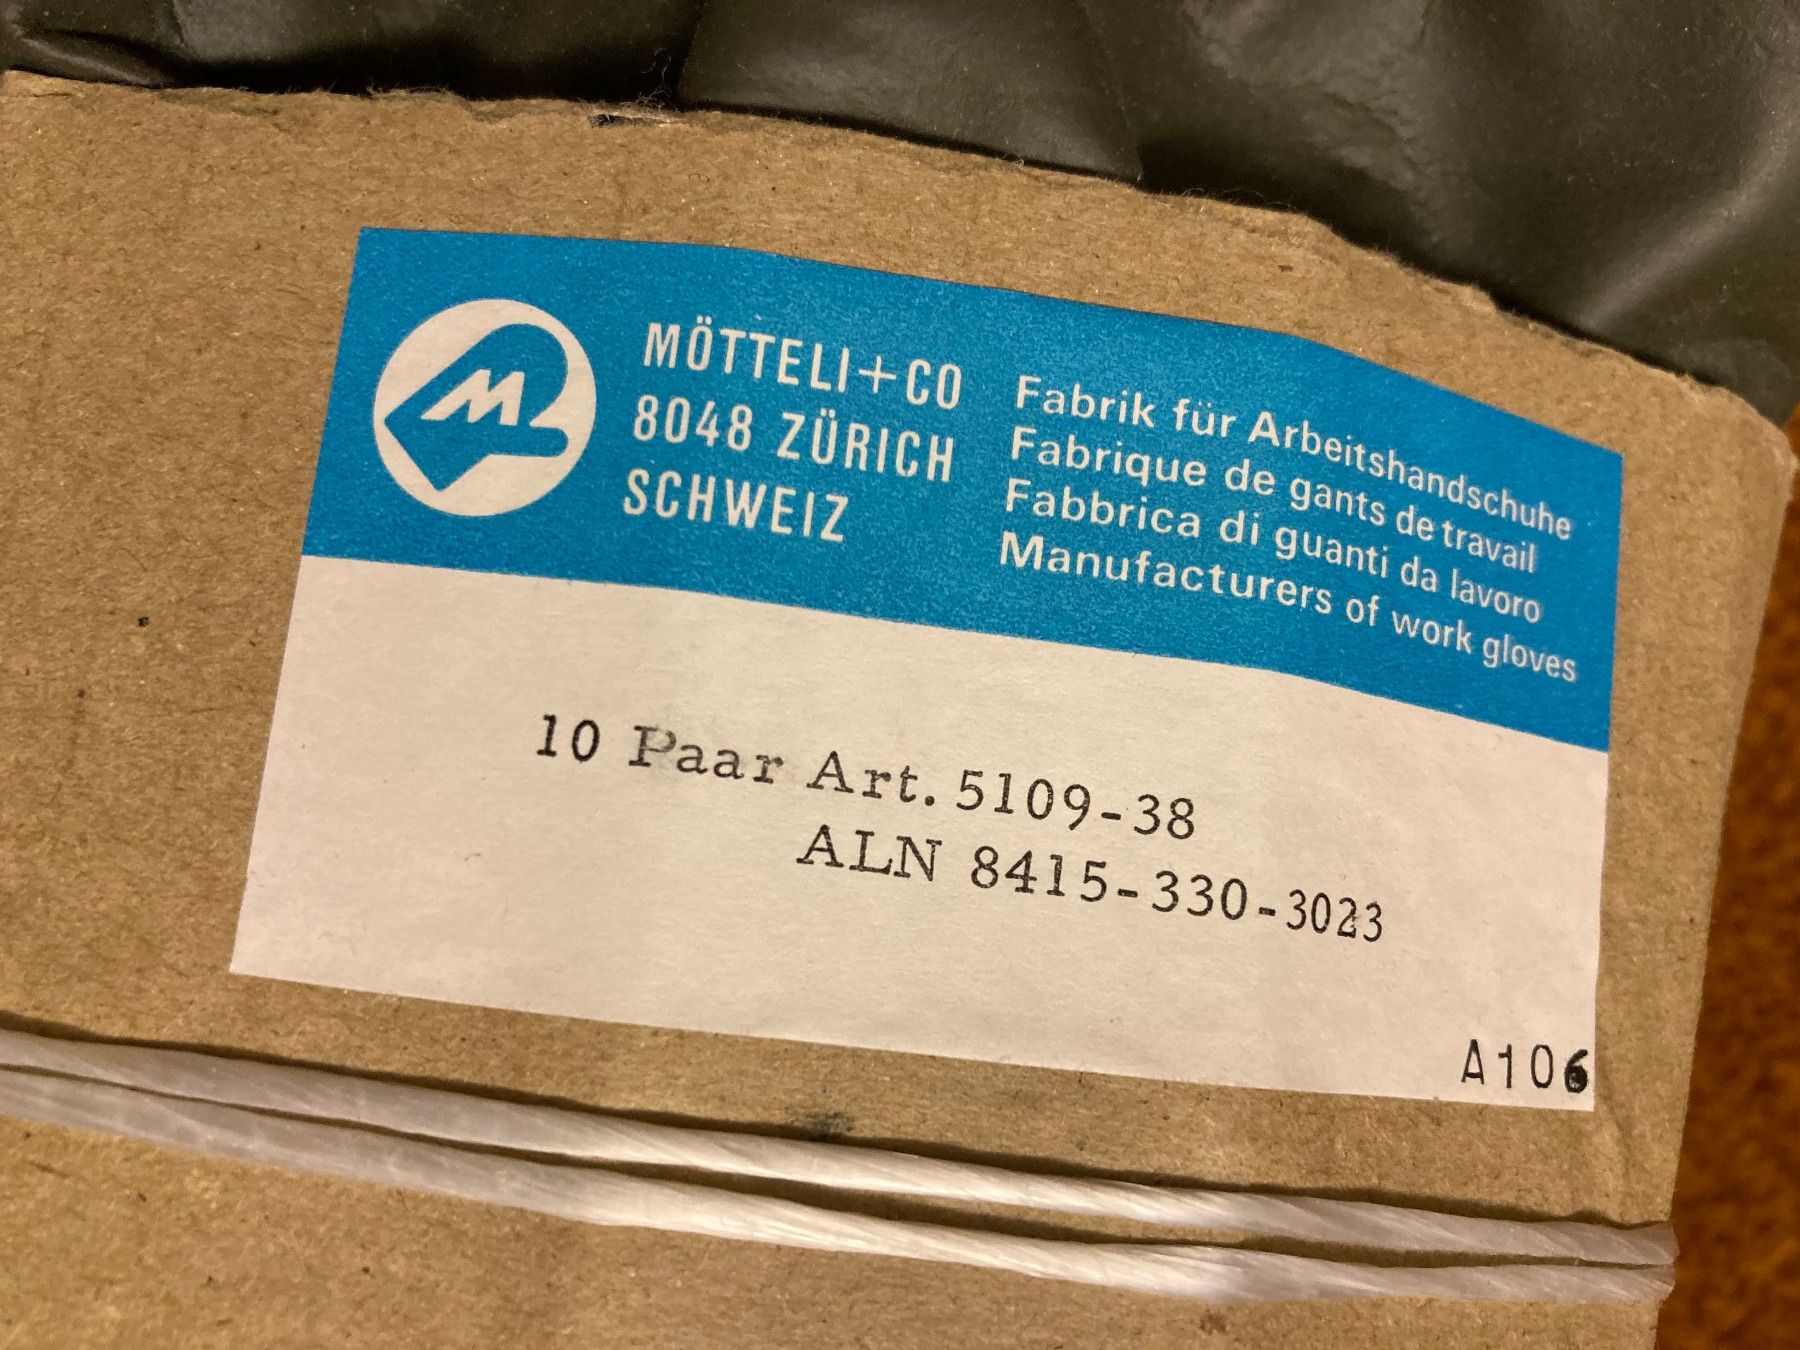 M
MÖTTELI+CO
8048 ZÜRICH
SCHWEIZ
Fabrik für Arbeitshandschuhe
Fabrique de gants de travail
Fabbrica di guanti da lavoro
Manufacturers of work gloves
10 Paar Art. 5109-38
ALN 8415-330-3023
A106